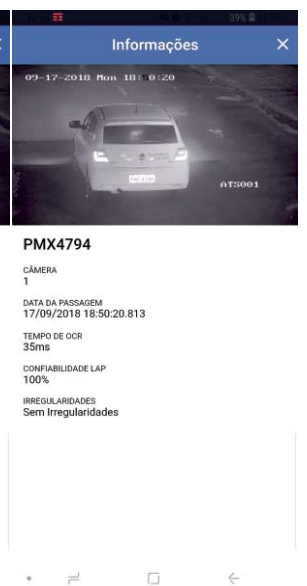 39%
Informações
09-17-2018 Mon 18:50:20
ATS001
PMX4794
CÂMERA
1
DATA DA PASSAGEM
17/09/2018 18:50:20.813
TEMPO DE OCR
35ms
CONFIABILIDADE LAP
100%
IRREGULARIDADES
Sem Irregularidades